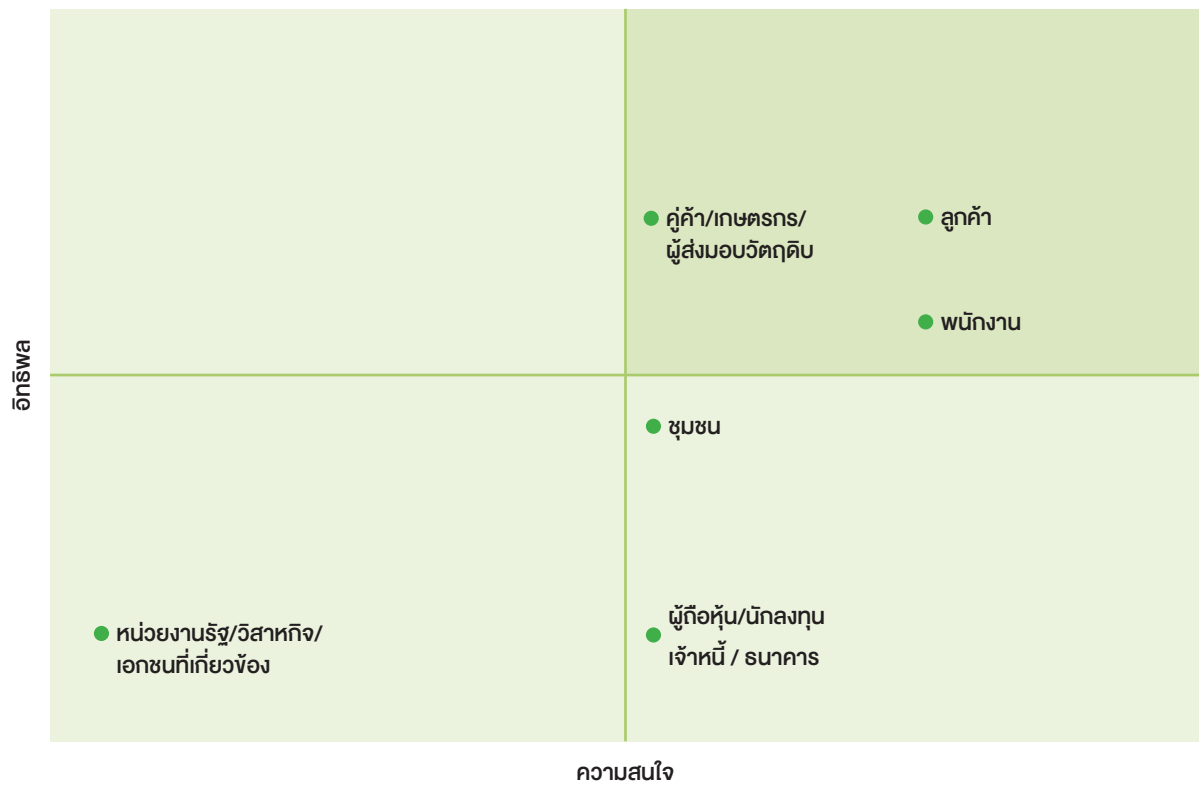 อิทธิพล
คู่ค้า/เกษตรกร/
ผู้ส่งมอบวัตถุดิบ
ลูกค้า
พนักงาน
ชุมชน
ผู้ถือหุ้น/นักลงทุน
เจ้าหนี้ / ธนาคาร
หน่วยงานรัฐ/วิสาหกิจ/
เอกชนที่เกี่ยวข้อง
ความสนใจ